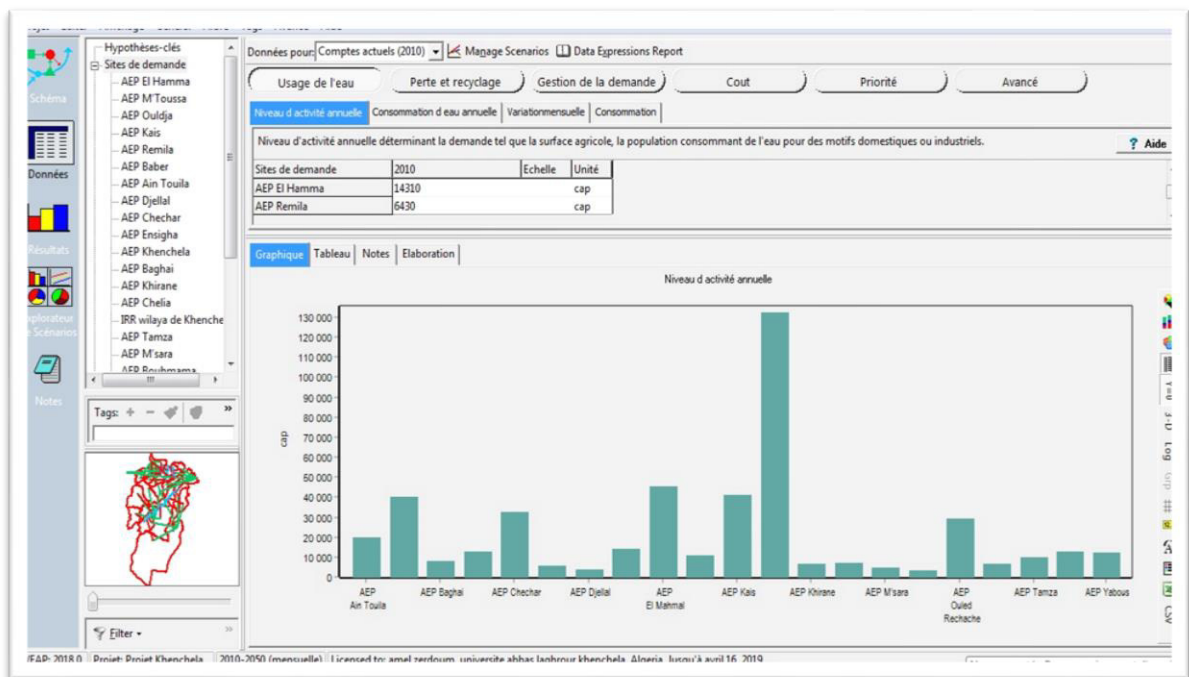 Données pour: Comptes actuels (2010) Manage Scenarios Data Expressions Report
Usage de l'eau Perte et recyclage Gestion de la demande Cout Priorité Avancé
Niveau d activité annuelle Consommation d eau annuelle Variationmensuelle Consommation
Niveau d'activité annuelle déterminant la demande tel que la surface agricole, la population consommant de l'eau pour des motifs domestiques ou industriels.
? Aide
Sites de demande 2010 Echelle Unité
AEP El Hamma 14310 cap
AEP Remila 6430 cap
Schéma
Données
Résultats
Explorateur
de Scénarios
Notes
Hypothèses-clés
Sites de demande
AEP El Hamma
AEP M'Toussa
AEP Ouldja
AEP Kais
AEP Remila
AEP Baber
AEP Ain Touila
AEP Djellal
AEP Chechar
AEP Ensigha
AEP Khenchela
AEP Baghai
AEP Khirane
AEP Chelia
IRR wilaya de Khenche
AEP Tamza
AEP M'sara
AEP Bouhmama
Tags:
Filter
Graphique Tableau Notes Elaboration
Niveau d activité annuelle
130 000
120 000
110 000
100 000
90 000
80 000
70 000
60 000
50 000
40 000
30 000
20 000
10 000
0
cap
AEP Ain Touila
AEP Baghai
AEP Chechar
AEP Djellal
AEP El Mahmal
AEP Kais
AEP Khirane
AEP M'sara
AEP Ouled Rechache
AEP Tamza
AEP Yabous
Y=0
3-D
Log
Grp
WEAP: 2018.0 Projet: Projet Khenchela 2010-2050 (mensuelle) Licensed to: amel zerdoum, universite abbas laghrour khenchela, Algeria, Jusqu'à avril 16, 2019